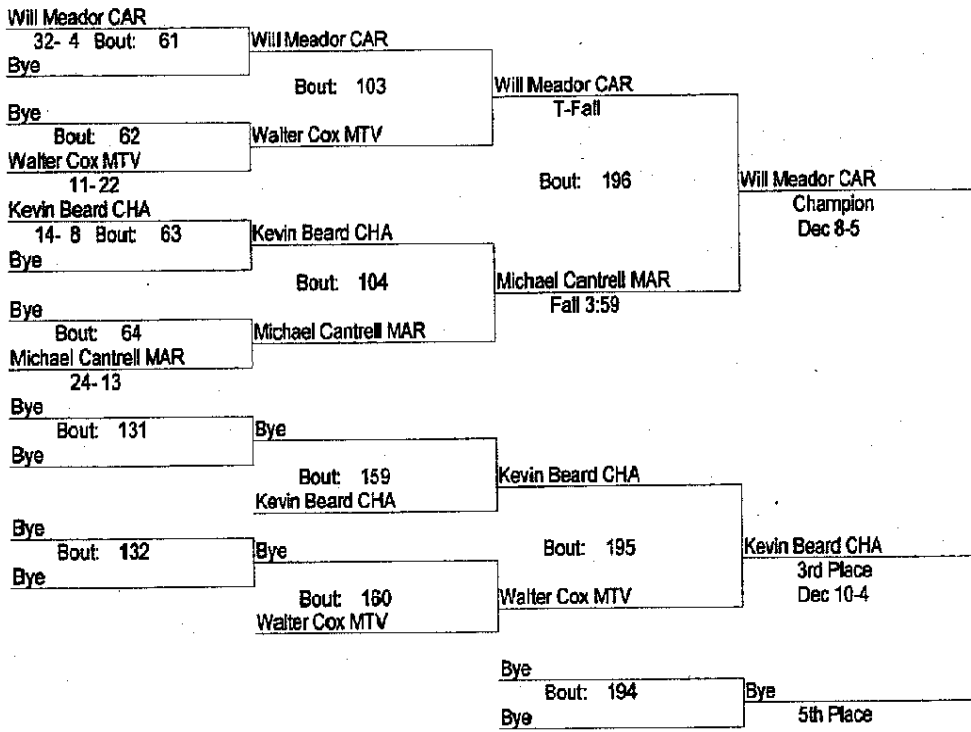 Will Meador CAR
32- 4 Bout: 61
Bye
Will Meador CAR
Bout: 103
Bye
Bout: 62
Walter Cox MTV
11-22
Walter Cox MTV
Will Meador CAR
T-Fall
Kevin Beard CHA
14- 8 Bout: 63
Bye
Kevin Beard CHA
Bout: 104
Bye
Bout: 64
Michael Cantrell MAR
24-13
Michael Cantrell MAR
Michael Cantrell MAR
Fall 3:59
Bout: 196
Will Meador CAR
Champion
Dec 8-5
Bye
Bout: 131
Bye
Bye
Bout: 159
Kevin Beard CHA
Kevin Beard CHA
Bye
Bout: 132
Bye
Bye
Bout: 160
Walter Cox MTV
Walter Cox MTV
Bout: 195
Kevin Beard CHA
3rd Place
Dec 10-4
Bye
Bout: 194
Bye
Bye
5th Place